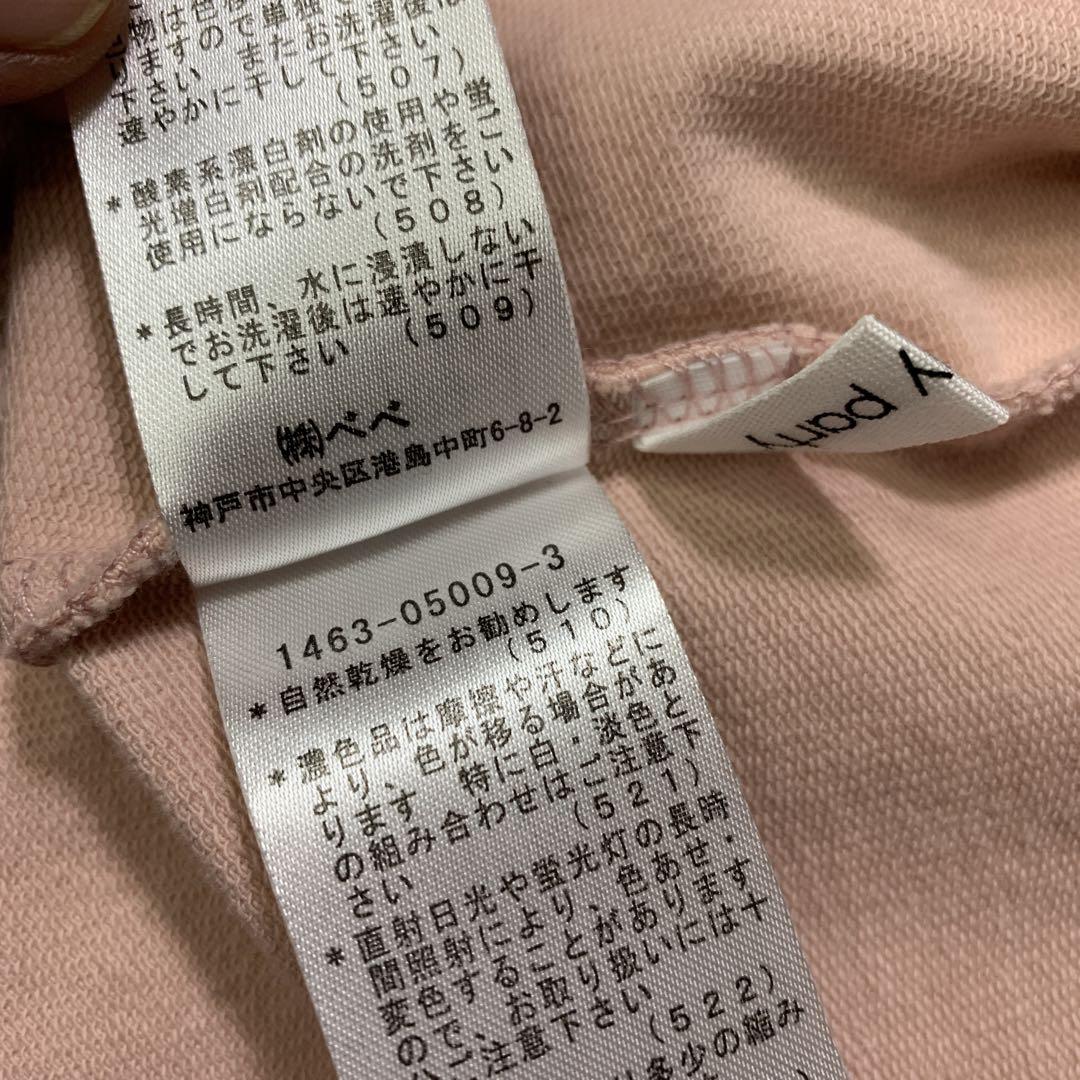 速やかに干して下さい(507)
*酸素系漂白剤の使用や蛍
光増白剤配合の洗剤をご
使用にならないで下さい
(508)
*長時間、水に浸漬しない
でお洗濯後は速やかに干
して下さい (509)
㈱べべ
神戸市中央区港島中町6-8-2
1463-05009-3
*自然乾燥をお勧めします
(510)
*濃色品は摩擦や汗などに
より、色が移る場合があ
ります 特に白・淡色と
の組み合わせはご注意下
さい (521)
*直射日光や蛍光灯の長時
間照射により、色あせ・
変色することがあります
ので、お取り扱いには十
注意下さい
(522)
多少の縮み
party